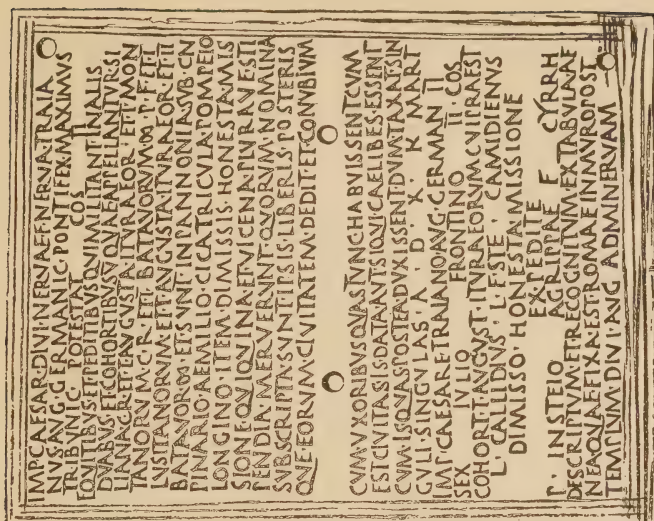 IMP·CAESAR·DIVI·NERVAE·F·NERVA·TRAIA
NVS·AVG·GERMANIC·PONTIFEX·MAXIMVS
TRIBVNIC POTESTAT COS II
EQVITIBVS·ET·PEDITIBVS·QVI·MILITANT·IN·ALIS
DVABVS·ET·COHORTIBVS·V·QVAE·APPELLANTVR·SI
LIANA·C·R·ET·I·AVGVSTA·ITVRAEOR·ET·I·MON
TANORVM·M·C·R·ET·I·BATAVORVM·∞·P·F·ET·I
LVSITANORVM·ET·I·AVGVSTA·ITVRAEOR·ET·II
BATAVOR·∞·ET·SVNT·IN·PANNONIA·SVB·CN
PINARIO·AEMILIO·CICATRICVLA·POMPEIO
LONGINO·ITEM·DIMISSIS·HONESTA·MIS
SIONE·QVI·QVINA·ET·VICENA·PLVRAVE·STI
PENDIA·MERVERVNT·QVORVM·NOMINA
SVBSCRIPTA·SVNT·IPSIS·LIBERIS·POSTERIS
QVE·EORVM·CIVITATEM·DEDIT·ET·CONVBIVM
CVM·VXORIBVS·QVAS·TVNC·HABVISSENT·CVM
EST·CIVITAS·IS·DATA·AVT·SIQVI·CAELIBES·ESSENT
CVM·IS·QVAS·POSTEA·DVXISSENT·DVMTAXAT·SIN
GVLI·SINGVLAS·A·D·X·K·MART
IMP·CAESARE·TRAIANO·AVG·GERMAN II
SEX IVLIO FRONTINO II COS
COHORT·I·AVGVST·ITVRAEORVM·CVI·PRAEST
L·CALLIDIVS·L·F·STE·CAMIDIENVS
DIMISSO·HONESTA·MISSIONE
EX PEDITE
P·INSTEIO AGRIPPAE F CYRRH
DESCRIPTVM·ET·RECOGNITVM·EX·TABVLA·AE
NEA·QVAE·FIXA·EST·ROMAE·IN·MVRO·POST
TEMPLVM·DIVI·AVG·AD·MINERVAM